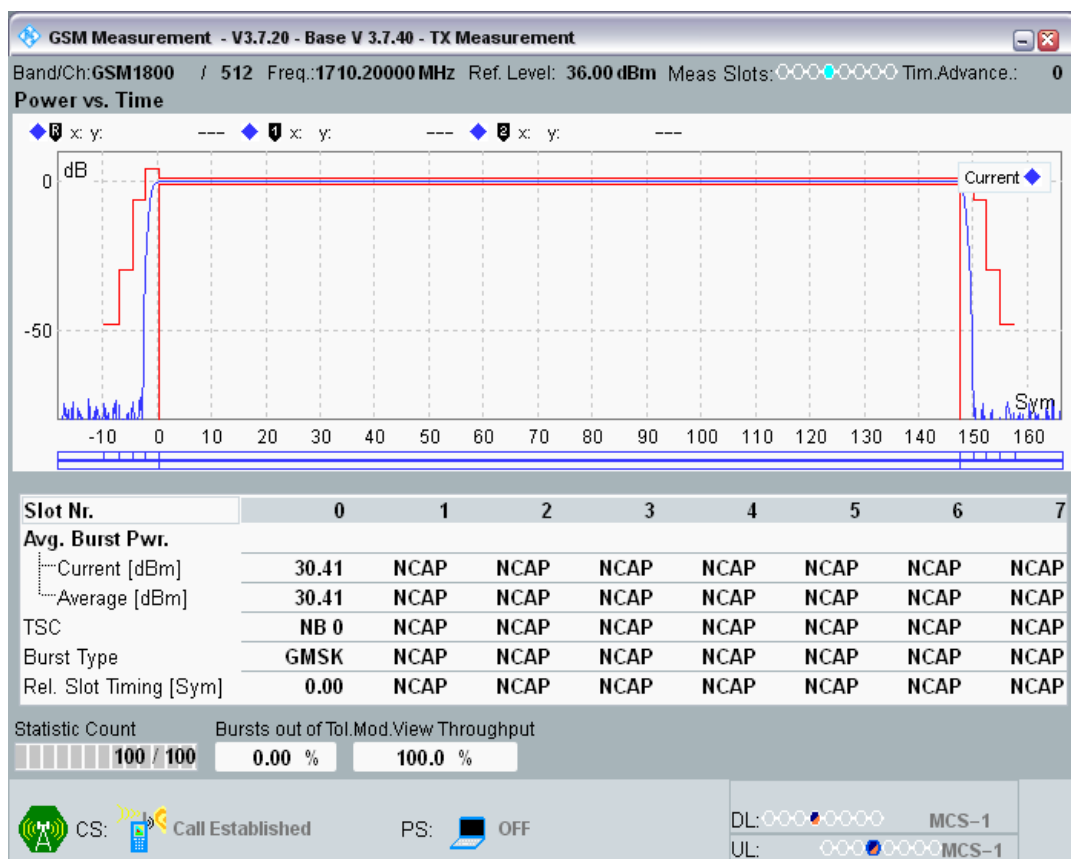 GSM Measurement - V3.7.20 - Base V 3.7.40 - TX Measurement
Band/Ch:GSM1800 / 512 Freq.:1710.20000 MHz Ref. Level: 36.00 dBm Meas Slots: Tim.Advance.: 0
Power vs. Time
R x: y: --- 1 x: y: --- 2 x: y: ---
dB
Current
0
-50
Sym
-10 0 10 20 30 40 50 60 70 80 90 100 110 120 130 140 150 160
Slot Nr. 0 1 2 3 4 5 6 7
Avg. Burst Pwr.
Current [dBm] 30.41 NCAP NCAP NCAP NCAP NCAP NCAP NCAP
Average [dBm] 30.41 NCAP NCAP NCAP NCAP NCAP NCAP NCAP
TSC NB 0 NCAP NCAP NCAP NCAP NCAP NCAP NCAP
Burst Type GMSK NCAP NCAP NCAP NCAP NCAP NCAP NCAP
Rel. Slot Timing [Sym] 0.00 NCAP NCAP NCAP NCAP NCAP NCAP NCAP
Statistic Count Bursts out of Tol.Mod.View Throughput
100 / 100 0.00 % 100.0 %
CS: Call Established PS: OFF DL: MCS-1
UL: MCS-1